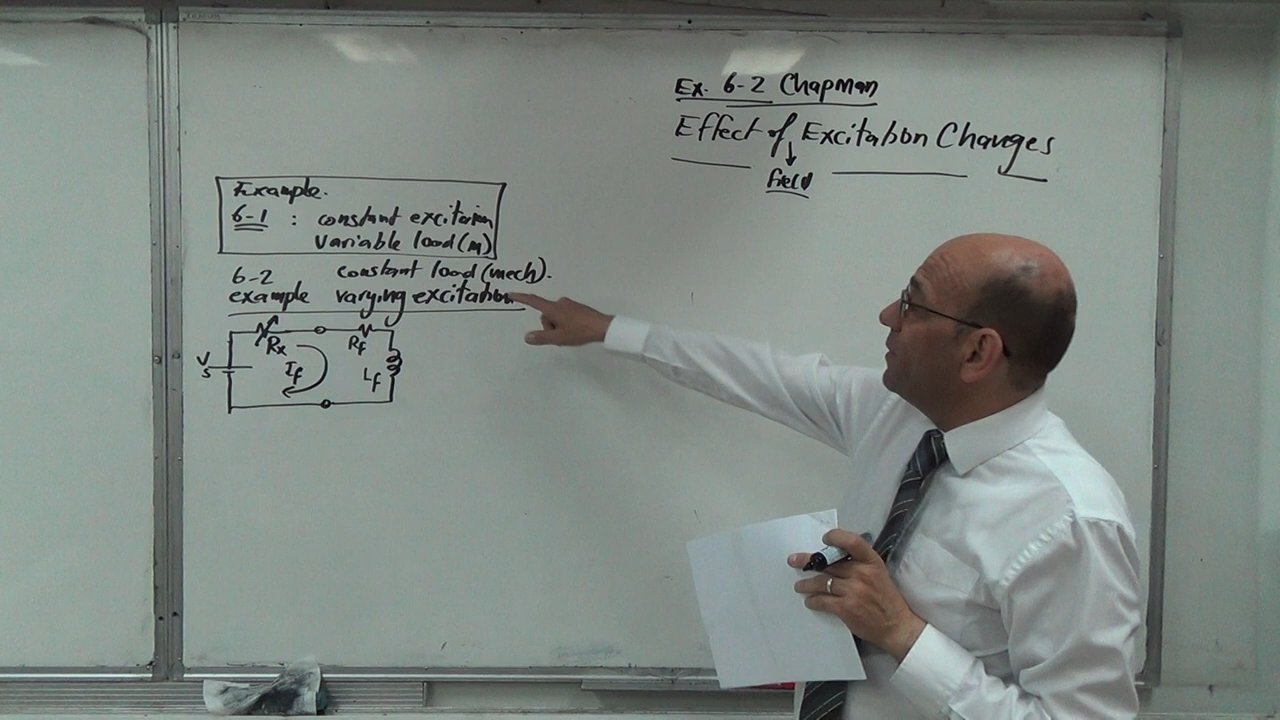 Ex. 6-2 Chapman
Effect of Excitation Changes
field
Example.
6-1 : constant excitaion
variable load (m)
6-2 constant load (mech).
example varying excitation
Rx Rf
Vs If Lf